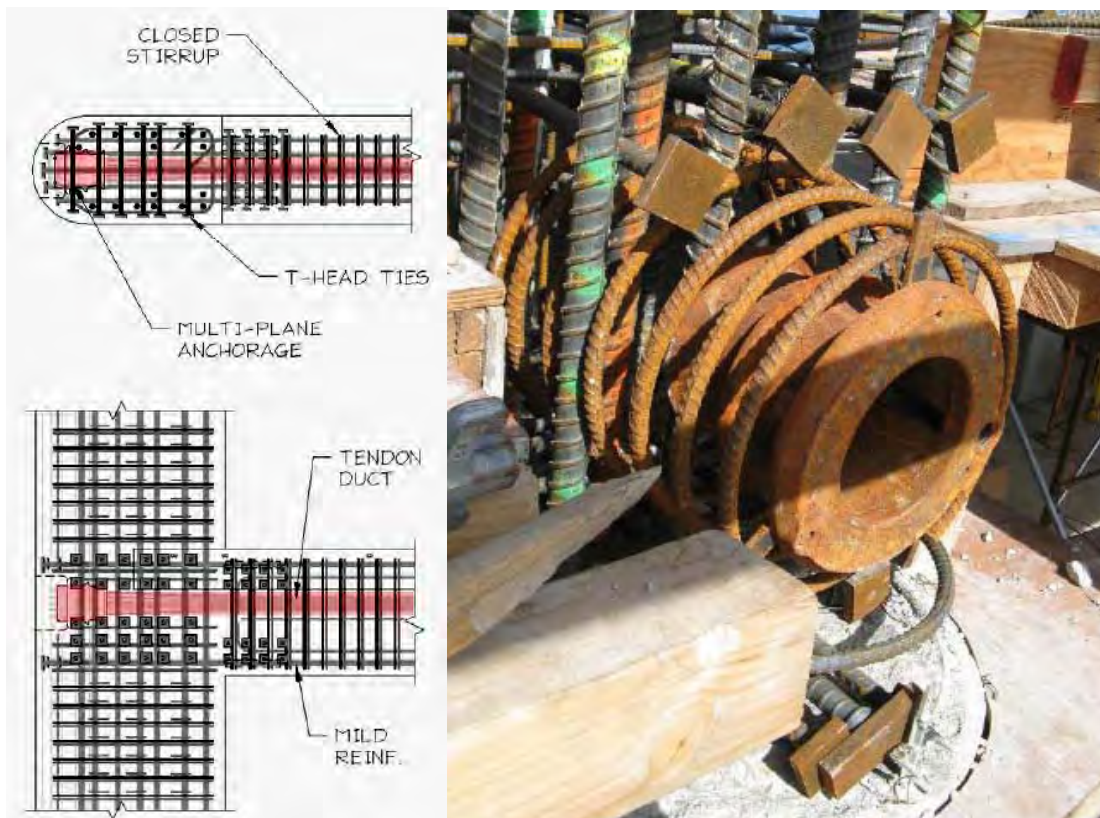 CLOSED
STIRRUP
T-HEAD TIES
MULTI-PLANE
ANCHORAGE
TENDON
DUCT
MILD
REINF.